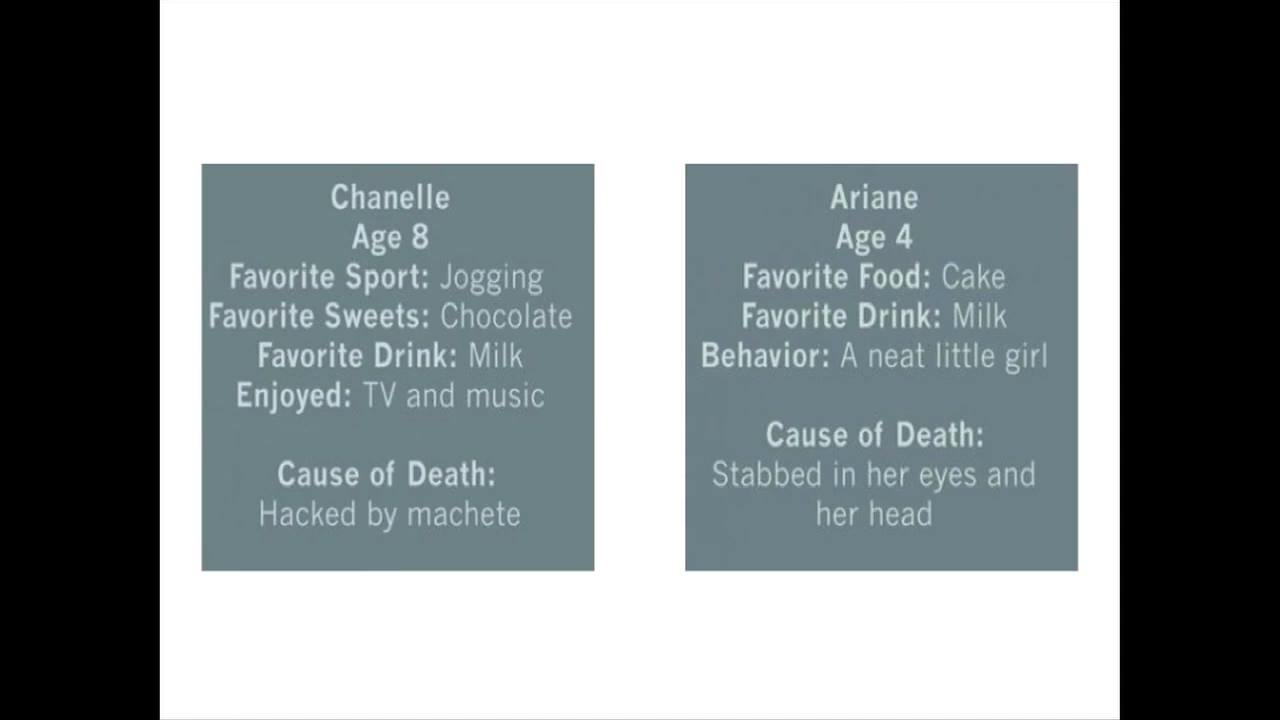 Chanelle
Age 8
Favorite Sport: Jogging
Favorite Sweets: Chocolate
Favorite Drink: Milk
Enjoyed: TV and music
Cause of Death:
Hacked by machete
Ariane
Age 4
Favorite Food: Cake
Favorite Drink: Milk
Behavior: A neat little girl
Cause of Death:
Stabbed in her eyes and
her head